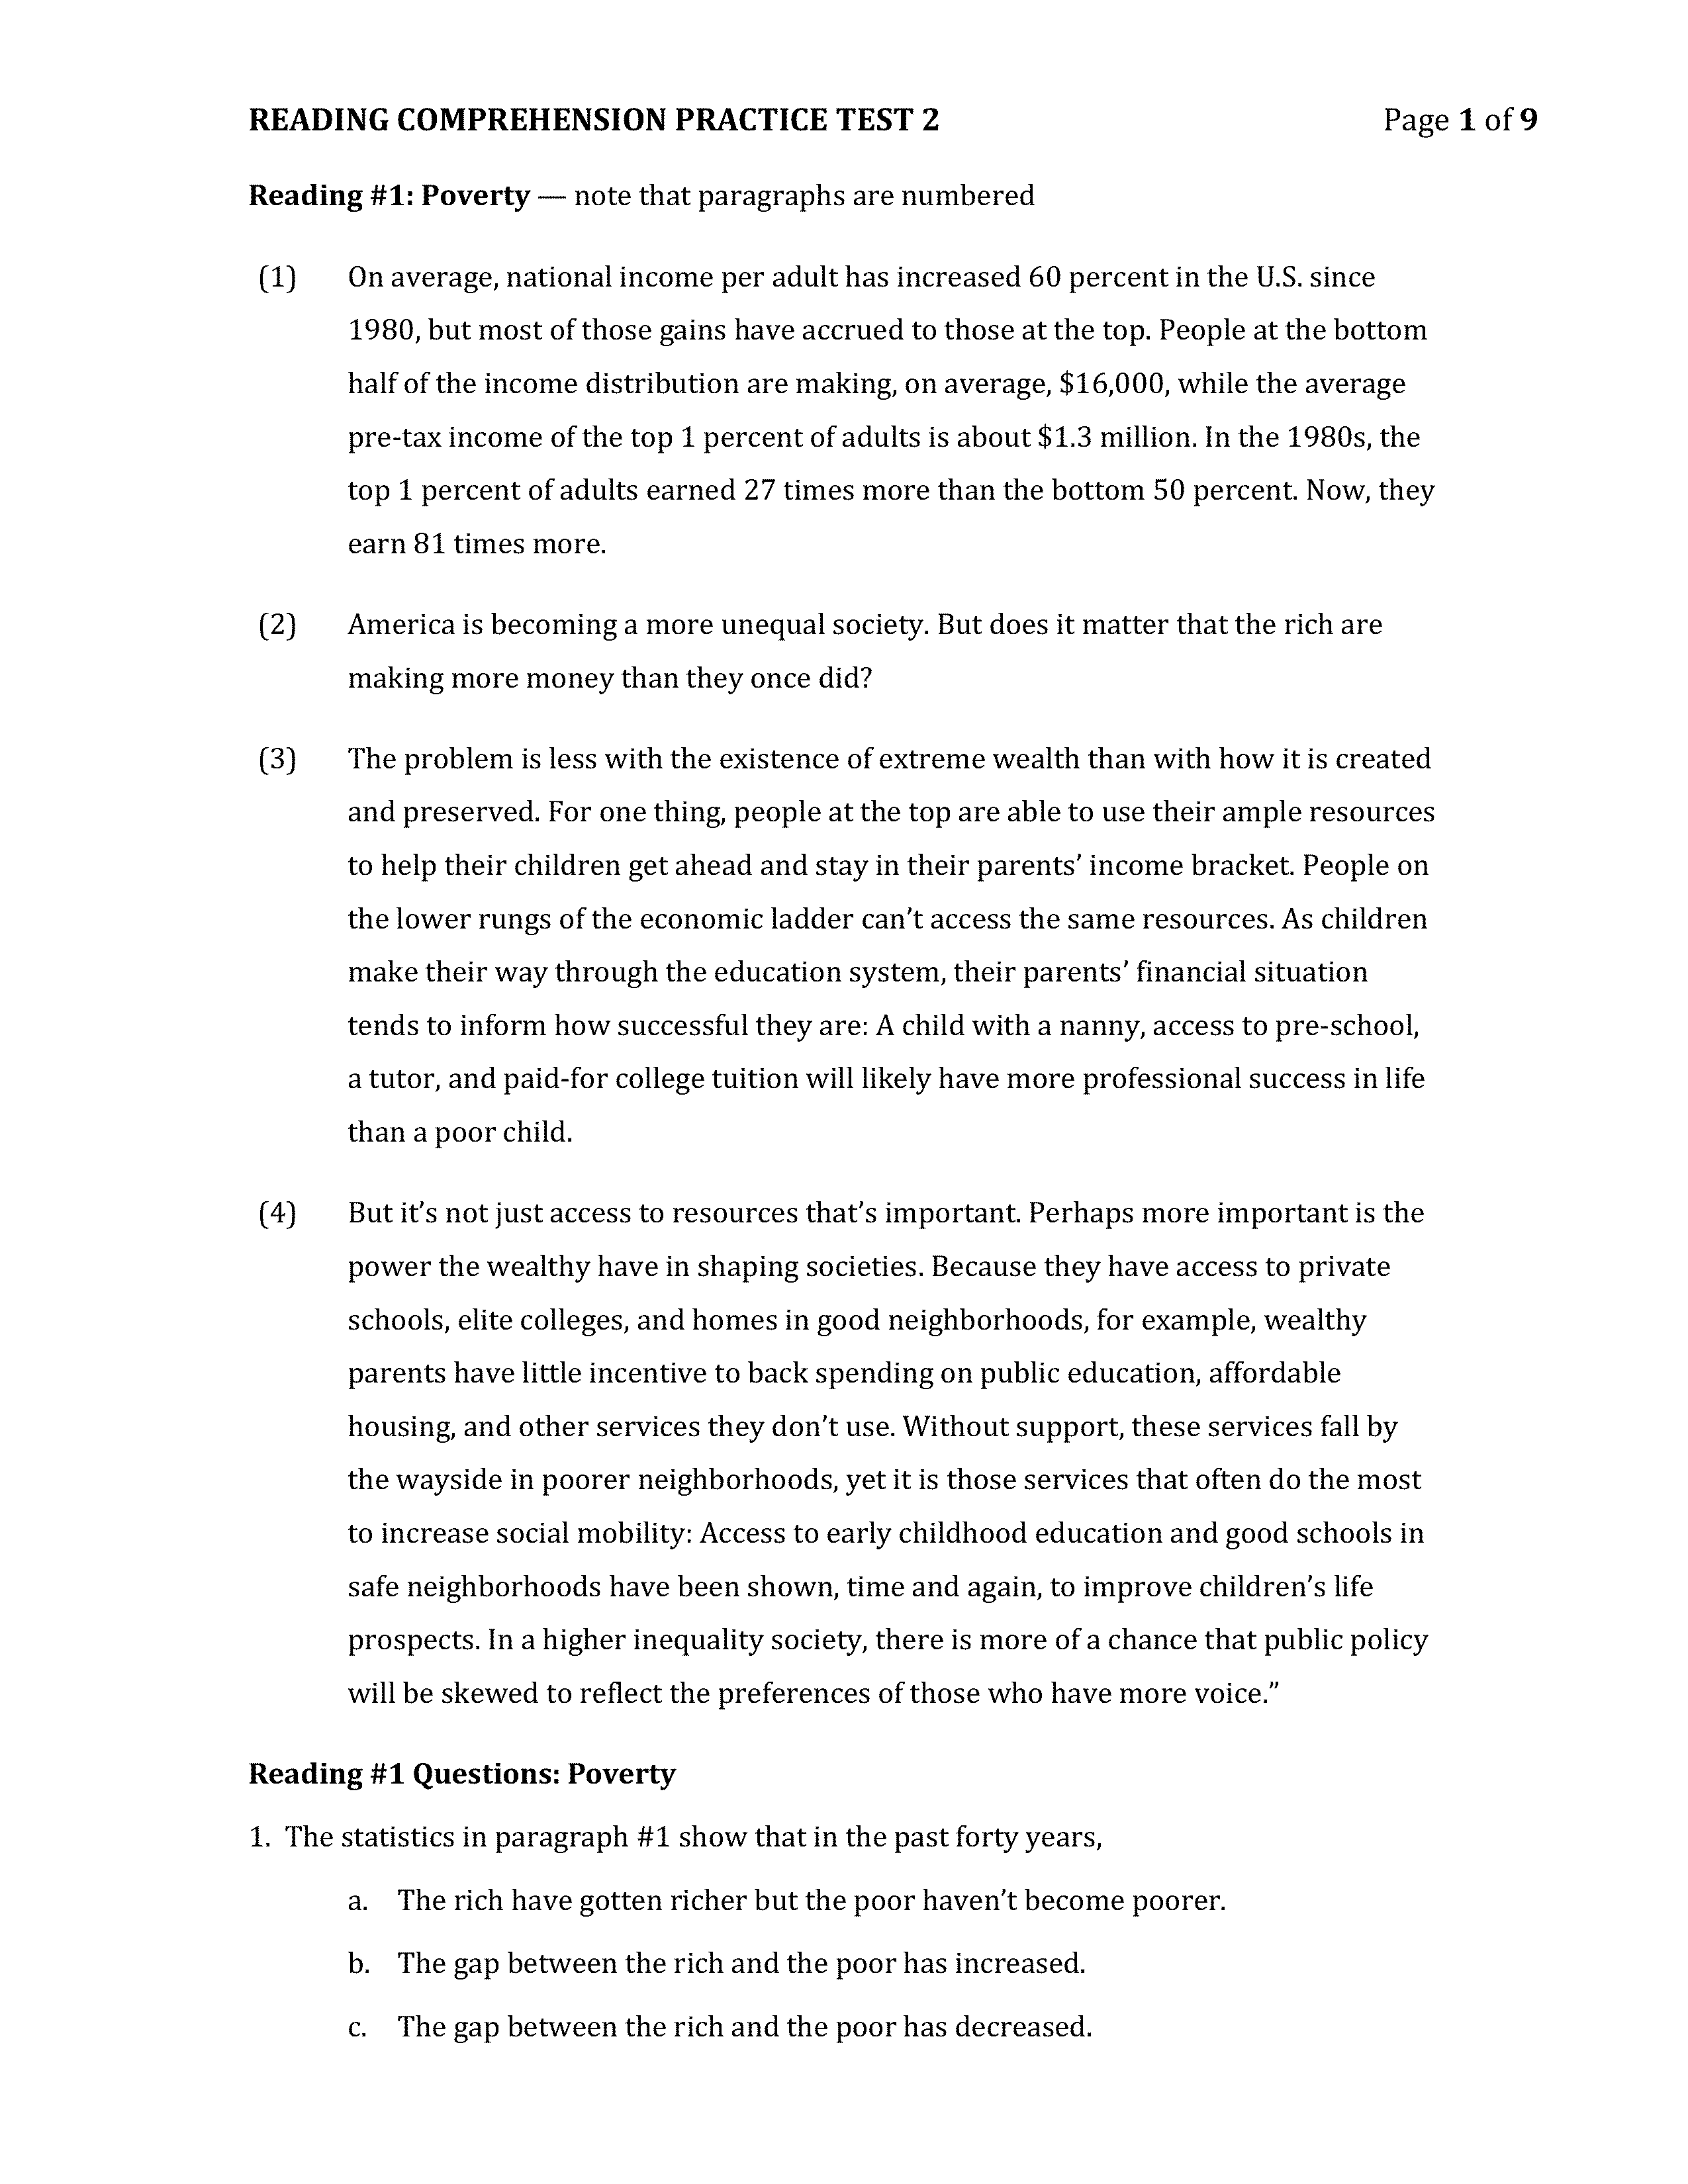 READING COMPREHENSION PRACTICE TEST 2 Page 1 of 9
Reading #1: Poverty — note that paragraphs are numbered
(1) On average, national income per adult has increased 60 percent in the U.S. since
1980, but most of those gains have accrued to those at the top. People at the bottom
half of the income distribution are making, on average, $16,000, while the average
pre-tax income of the top 1 percent of adults is about $1.3 million. In the 1980s, the
top 1 percent of adults earned 27 times more than the bottom 50 percent. Now, they
earn 81 times more.
(2) America is becoming a more unequal society. But does it matter that the rich are
making more money than they once did?
(3) The problem is less with the existence of extreme wealth than with how it is created
and preserved. For one thing, people at the top are able to use their ample resources
to help their children get ahead and stay in their parents’ income bracket. People on
the lower rungs of the economic ladder can’t access the same resources. As children
make their way through the education system, their parents’ financial situation
tends to inform how successful they are: A child with a nanny, access to pre-school,
a tutor, and paid-for college tuition will likely have more professional success in life
than a poor child.
(4) But it’s not just access to resources that’s important. Perhaps more important is the
power the wealthy have in shaping societies. Because they have access to private
schools, elite colleges, and homes in good neighborhoods, for example, wealthy
parents have little incentive to back spending on public education, affordable
housing, and other services they don’t use. Without support, these services fall by
the wayside in poorer neighborhoods, yet it is those services that often do the most
to increase social mobility: Access to early childhood education and good schools in
safe neighborhoods have been shown, time and again, to improve children’s life
prospects. In a higher inequality society, there is more of a chance that public policy
will be skewed to reflect the preferences of those who have more voice.”
Reading #1 Questions: Poverty
1. The statistics in paragraph #1 show that in the past forty years,
a. The rich have gotten richer but the poor haven’t become poorer.
b. The gap between the rich and the poor has increased.
c. The gap between the rich and the poor has decreased.